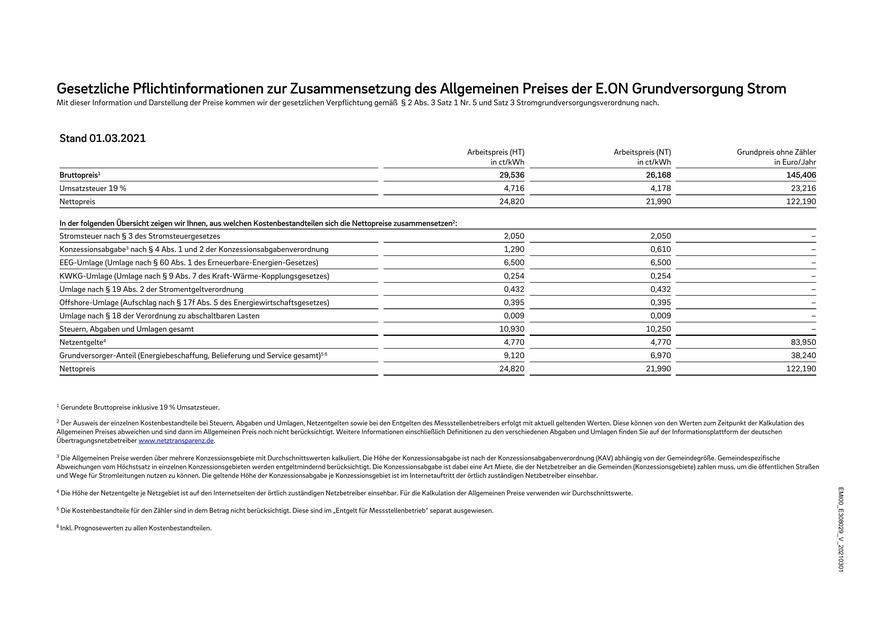 Gesetzliche Pflichtinformationen zur Zusammensetzung des Allgemeinen Preises der E.ON Grundversorgung Strom
Mit dieser Information und Darstellung der Preise kommen wir der gesetzlichen Verpflichtung gemäß § 2 Abs. 3 Satz 1 Nr. 5 und Satz 3 Stromgrundversorgungsverordnung nach.
Stand 01.03.2021
Arbeitspreis (HT) Arbeitspreis (NT) Grundpreis ohne Zähler
in ct/kWh in ct/kWh in Euro/Jahr
Bruttopreis¹ 29,536 26,168 145,406
Umsatzsteuer 19 % 4,716 4,178 23,216
Nettopreis 24,820 21,990 122,190
In der folgenden Übersicht zeigen wir Ihnen, aus welchen Kostenbestandteilen sich die Nettopreise zusammensetzen²:
Stromsteuer nach § 3 des Stromsteuergesetzes 2,050 2,050 –
Konzessionsabgabe³ nach § 4 Abs. 1 und 2 der Konzessionsabgabenverordnung 1,290 0,610 –
EEG-Umlage (Umlage nach § 60 Abs. 1 des Erneuerbare-Energien-Gesetzes) 6,500 6,500 –
KWKG-Umlage (Umlage nach § 9 Abs. 7 des Kraft-Wärme-Kopplungsgesetzes) 0,254 0,254 –
Umlage nach § 19 Abs. 2 der Stromentgeltverordnung 0,432 0,432 –
Offshore-Umlage (Aufschlag nach § 17f Abs. 5 des Energiewirtschaftsgesetzes) 0,395 0,395 –
Umlage nach § 18 der Verordnung zu abschaltbaren Lasten 0,009 0,009 –
Steuern, Abgaben und Umlagen gesamt 10,930 10,250 –
Netzentgelte⁴ 4,770 4,770 83,950
Grundversorger-Anteil (Energiebeschaffung, Belieferung und Service gesamt)⁵ ⁶ 9,120 6,970 38,240
Nettopreis 24,820 21,990 122,190
¹ Gerundete Bruttopreise inklusive 19 % Umsatzsteuer.
² Der Ausweis der einzelnen Kostenbestandteile bei Steuern, Abgaben und Umlagen, Netzentgelten sowie bei den Entgelten des Messstellenbetreibers erfolgt mit aktuell geltenden Werten. Diese können von den Werten zum Zeitpunkt der Kalkulation des
Allgemeinen Preises abweichen und sind dann im Allgemeinen Preis noch nicht berücksichtigt. Weitere Informationen einschließlich Definitionen zu den verschiedenen Abgaben und Umlagen finden Sie auf der Informationsplattform der deutschen
Übertragungsnetzbetreiber www.netztransparenz.de.
³ Die Allgemeinen Preise werden über mehrere Konzessionsgebiete mit Durchschnittswerten kalkuliert. Die Höhe der Konzessionsabgabe ist nach der Konzessionsabgabenverordnung (KAV) abhängig von der Gemeindegröße. Gemeindespezifische
Abweichungen vom Höchstsatz in einzelnen Konzessionsgebieten werden entgeltmindernd berücksichtigt. Die Konzessionsabgabe ist dabei eine Art Miete, die der Netzbetreiber an die Gemeinden (Konzessionsgebiete) zahlen muss, um die öffentlichen Straßen
und Wege für Stromleitungen nutzen zu können. Die geltende Höhe der Konzessionsabgabe je Konzessionsgebiet ist im Internetauftritt der örtlich zuständigen Netzbetreiber einsehbar.
⁴ Die Höhe der Netzentgelte je Netzgebiet ist auf den Internetseiten der örtlich zuständigen Netzbetreiber einsehbar. Für die Kalkulation der Allgemeinen Preise verwenden wir Durchschnittswerte.
⁵ Die Kostenbestandteile für den Zähler sind in dem Betrag nicht berücksichtigt. Diese sind im „Entgelt für Messstellenbetrieb" separat ausgewiesen.
⁶ Inkl. Prognosewerten zu allen Kostenbestandteilen.